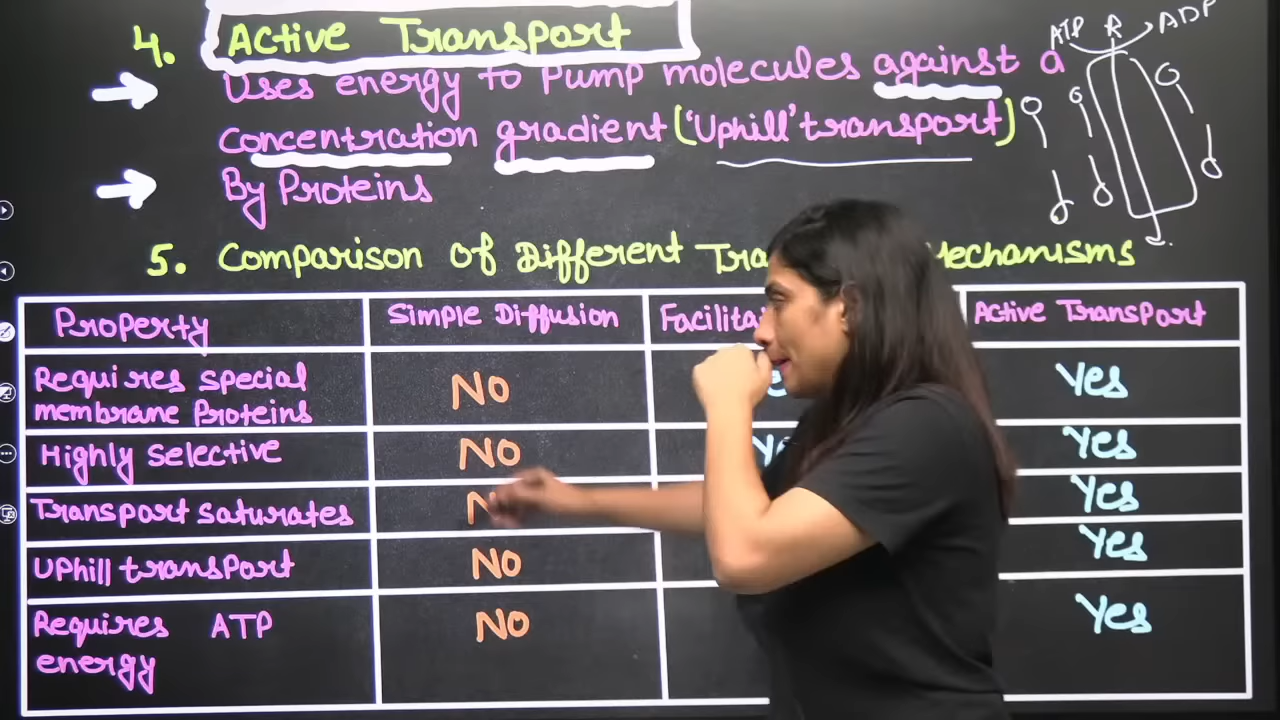 4. Active Transport
ATP R ADP
Uses energy to Pump molecules against a
concentration gradient ('Uphill' transport)
By Proteins
5. Comparison of Different
Property Simple Diffusion Active Transport
Requires special membrane Proteins No Yes
Highly selective No Yes
Transport saturates Yes
Uphill transport No Yes
Requires ATP energy No Yes